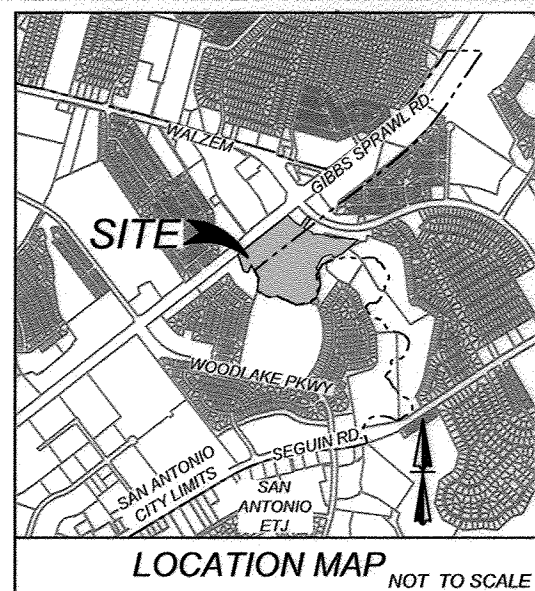 WALZEM
GIBBS SPRAWL RD.
SITE
WOODLAKE PKWY
SEGUIN RD.
SAN ANTONIO
CITY LIMITS
SAN
ANTONIO
ETJ
LOCATION MAP
NOT TO SCALE